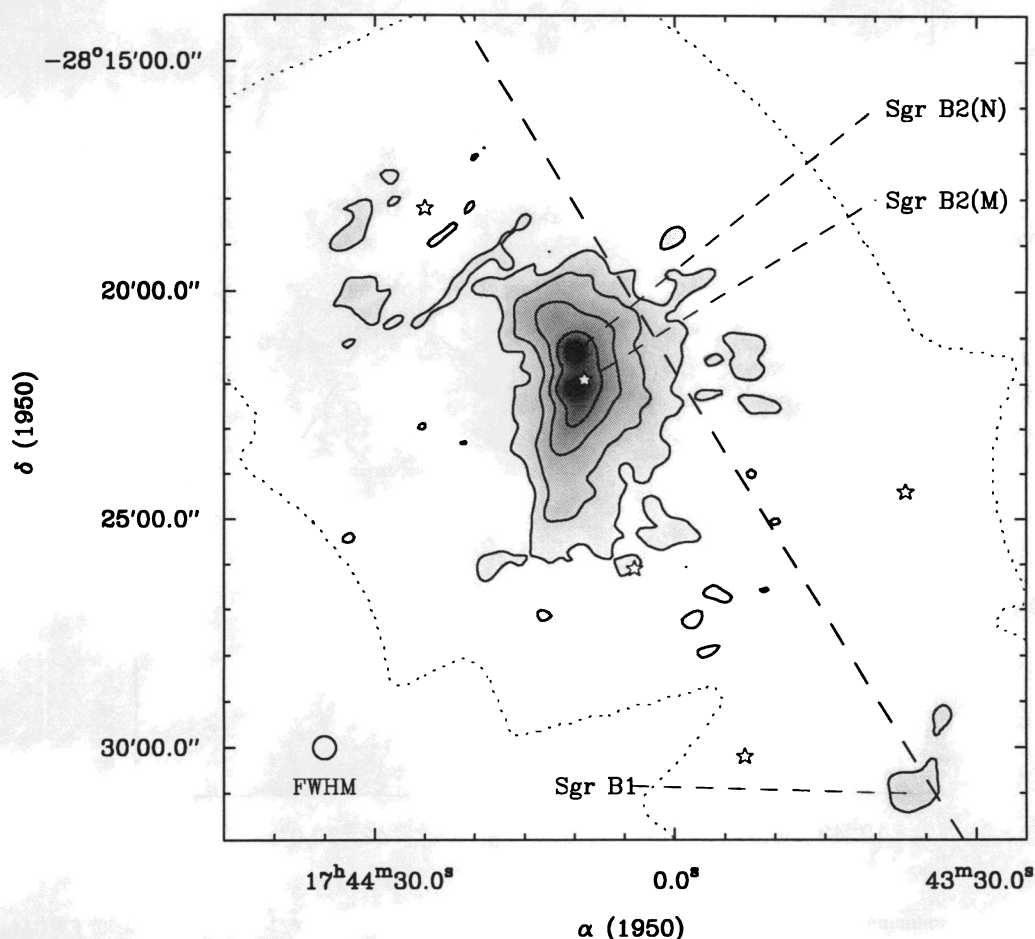 −28°15′00.0″
Sgr B2(N)
Sgr B2(M)
20′00.0″
δ (1950)
25′00.0″
30′00.0″
FWHM
Sgr B1
17ʰ44ᵐ30.0ˢ
0.0ˢ
43ᵐ30.0ˢ
α (1950)